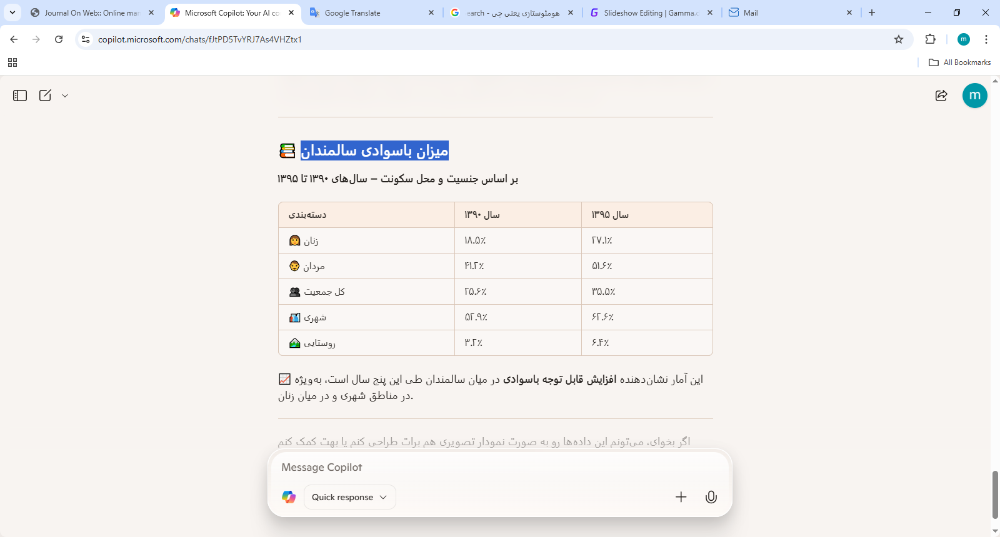 Journal On Web:: Online man
Microsoft Copilot: Your AI co
Google Translate
earch - هومئوستازی یعنی چی
Slideshow Editing | Gamma.
Mail
copilot.microsoft.com/chats/fJtPD5TvYRJ7As4VHZtx1
m
All Bookmarks
m
📚 میزان باسوادی سالمندان
بر اساس جنسیت و محل سکونت – سال‌های ۱۳۹۰ تا ۱۳۹۵
دسته‌بندی سال ۱۳۹۰ سال ۱۳۹۵
👩 زنان ۱۸.۵٪ ۲۷.۱٪
👨 مردان ۴۱.۲٪ ۵۱.۶٪
👥 کل جمعیت ۲۵.۶٪ ۳۵.۵٪
🏙️ شهری ۵۲.۹٪ ۶۲.۶٪
🏞️ روستایی ۳.۲٪ ۶.۴٪
📈 این آمار نشان‌دهنده افزایش قابل توجه باسوادی در میان سالمندان طی این پنج سال است، به‌ویژه
در مناطق شهری و در میان زنان.
اگر بخوای، می‌تونم این داده‌ها رو به صورت نمودار تصویری هم برات طراحی کنم یا بهت کمک کنم
Message Copilot
Quick response